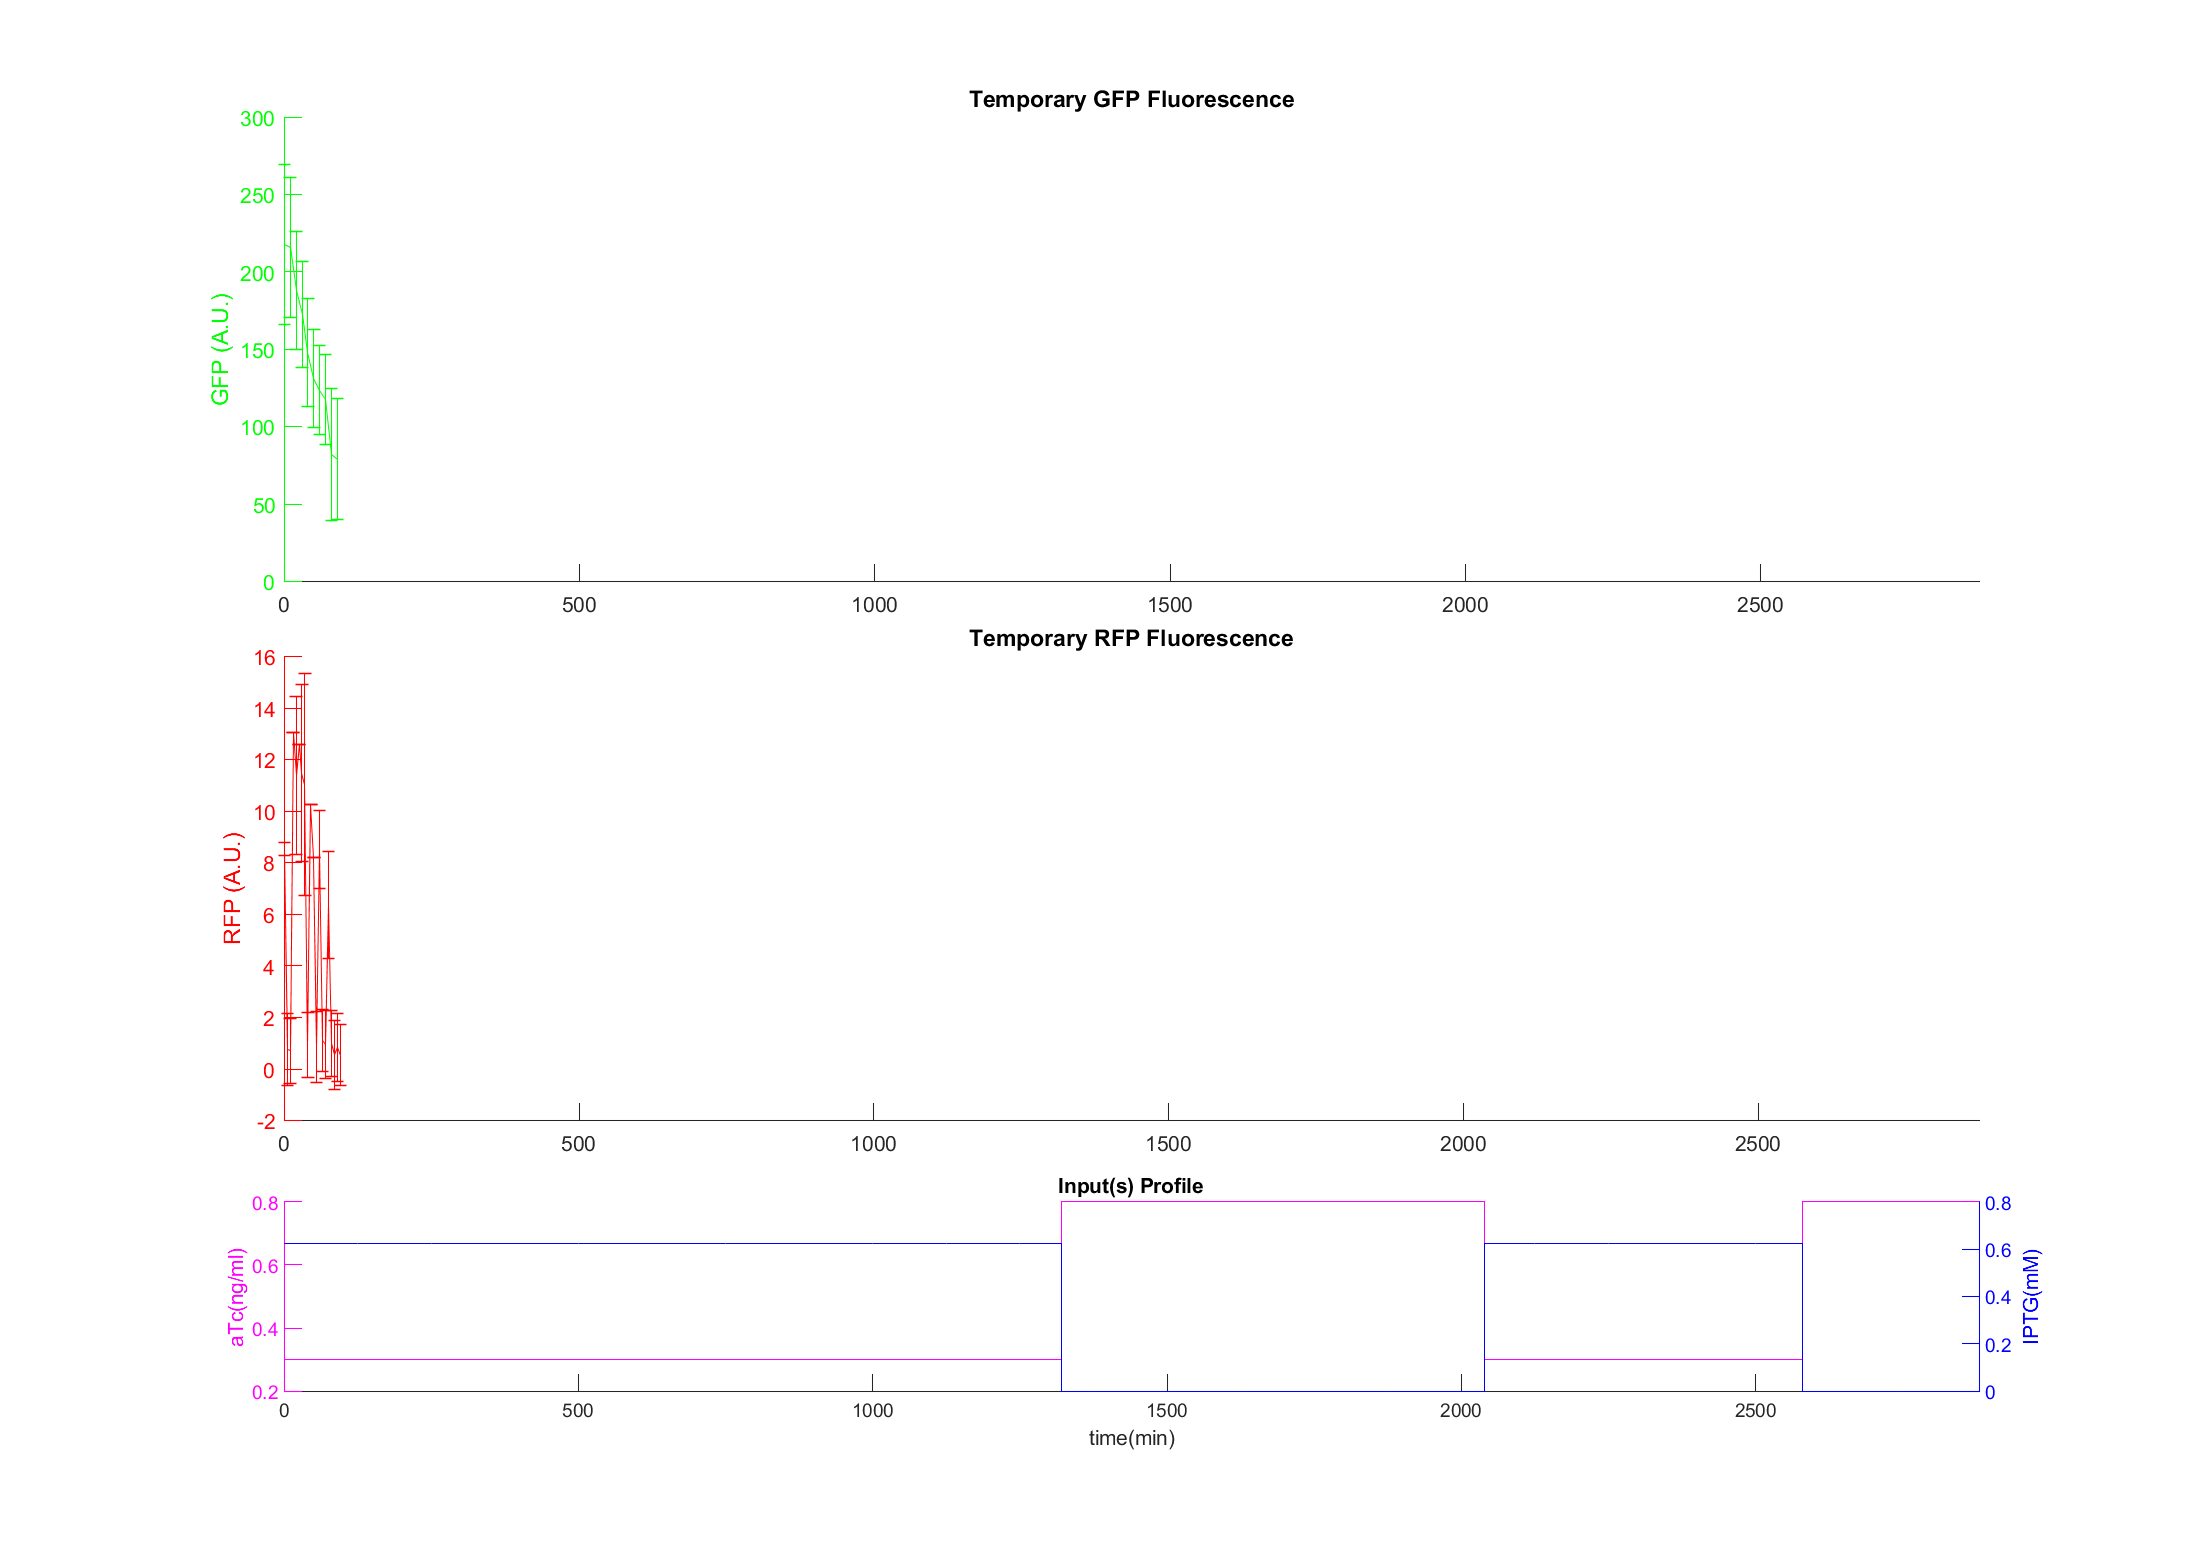 Temporary GFP Fluorescence
300
250
200
150
100
50
0
GFP (A.U.)
0 500 1000 1500 2000 2500
Temporary RFP Fluorescence
16
14
12
10
8
6
4
2
0
-2
RFP (A.U.)
0 500 1000 1500 2000 2500
Input(s) Profile
0.8
0.6
0.4
0.2
aTc(ng/ml)
0.8
0.6
0.4
0.2
0
IPTG(mM)
0 500 1000 1500 2000 2500
time(min)